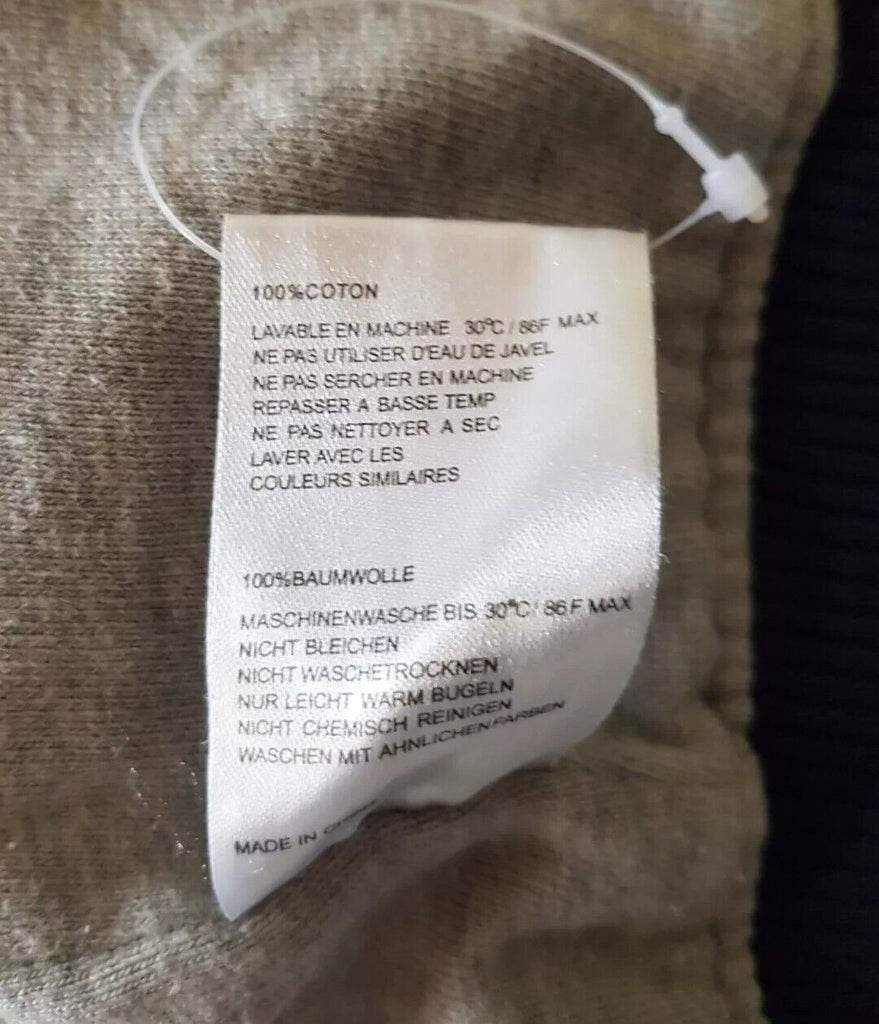 100%COTON
LAVABLE EN MACHINE 30°C / 86F MAX
NE PAS UTILISER D'EAU DE JAVEL
NE PAS SERCHER EN MACHINE
REPASSER A BASSE TEMP
NE PAS NETTOYER A SEC
LAVER AVEC LES
COULEURS SIMILAIRES
100%BAUMWOLLE
MASCHINENWASCHE BIS 30°C / 86F MAX
NICHT BLEICHEN
NICHT WASCHETROCKNEN
NUR LEICHT WARM BUGELN
NICHT CHEMISCH REINIGEN
WASCHEN MIT AHNLICHEN FARBEN
MADE IN CHINA